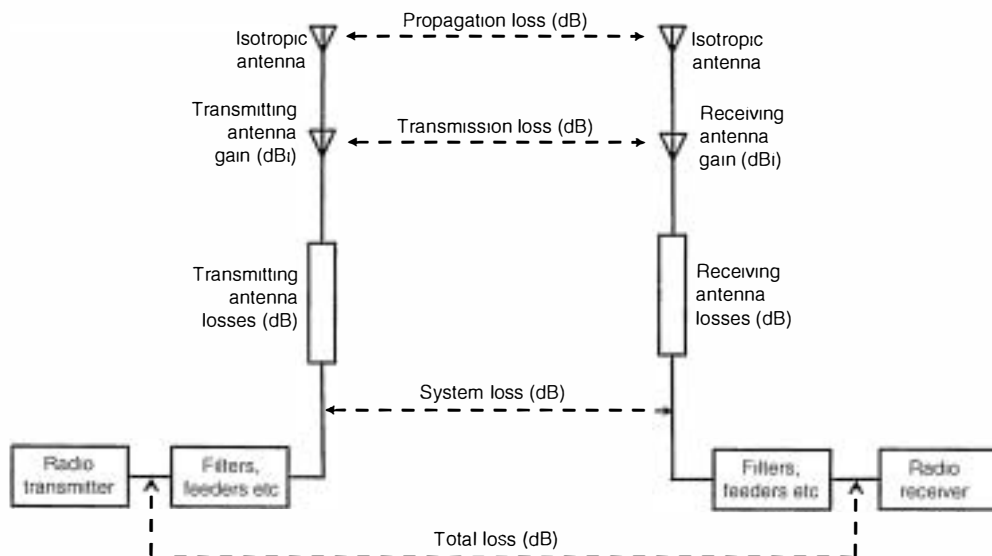 Propagation loss (dB)
Isotropic
antenna
Isotropic
antenna
Transmitting
antenna
gain (dBi)
Transmission loss (dB)
Receiving
antenna
gain (dBi)
Transmitting
antenna
losses (dB)
Receiving
antenna
losses (dB)
System loss (dB)
Radio
transmitter
Filters,
feeders etc
Filters,
feeders etc
Radio
receiver
Total loss (dB)